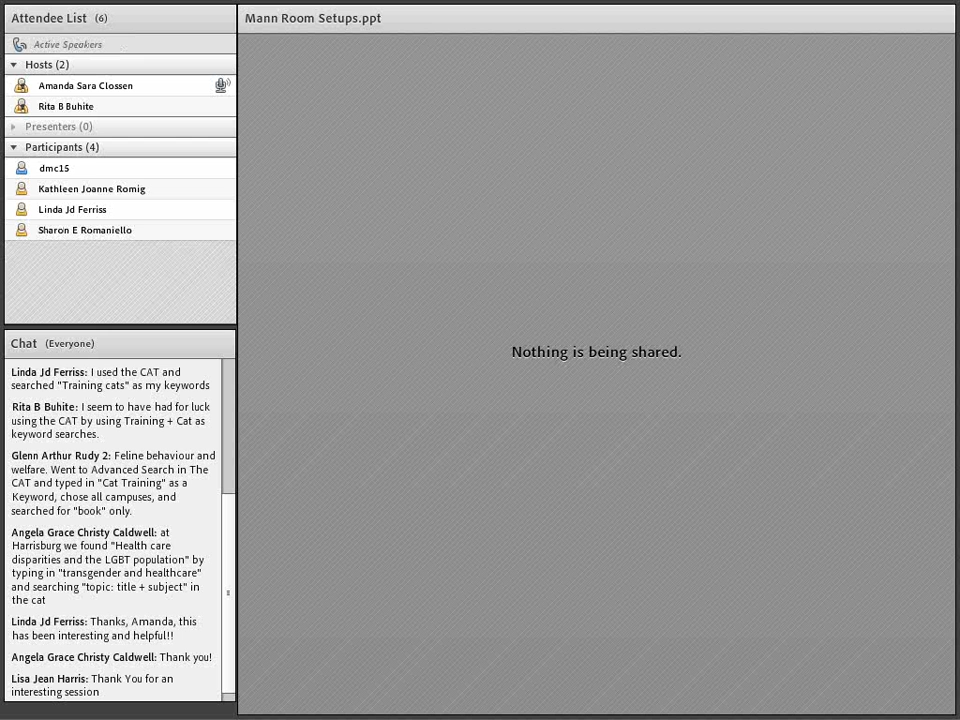 Attendee List (6)
Active Speakers
Hosts (2)
Amanda Sara Clossen
Rita B Buhite
Presenters (0)
Participants (4)
dmc15
Kathleen Joanne Romig
Linda Jd Ferriss
Sharon E Romaniello
Chat (Everyone)
Linda Jd Ferriss: I used the CAT and
searched "Training cats" as my keywords
Rita B Buhite: I seem to have had for luck
using the CAT by using Training + Cat as
keyword searches.
Glenn Arthur Rudy 2: Feline behaviour and
welfare. Went to Advanced Search in The
CAT and typed in "Cat Training" as a
Keyword, chose all campuses, and
searched for "book" only.
Angela Grace Christy Caldwell: at
Harrisburg we found "Health care
disparities and the LGBT population" by
typing in "transgender and healthcare"
and searching "topic: title + subject" in
the cat
Linda Jd Ferriss: Thanks, Amanda, this
has been interesting and helpful!!
Angela Grace Christy Caldwell: Thank you!
Lisa Jean Harris: Thank You for an
interesting session
Mann Room Setups.ppt
Nothing is being shared.